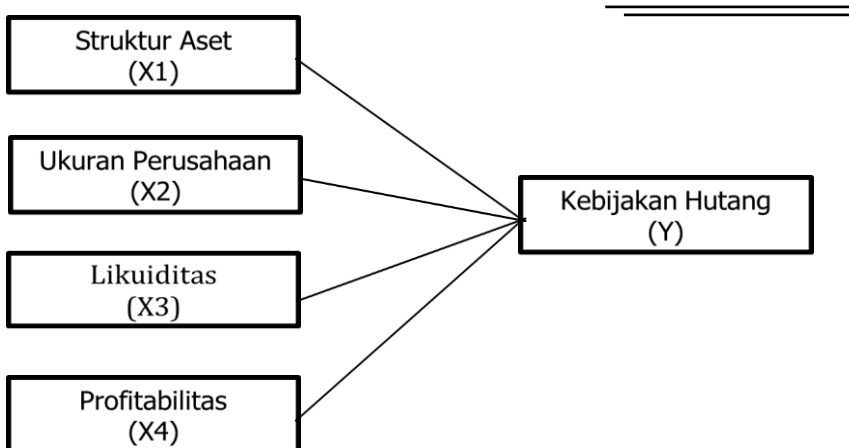 Struktur Aset
(X1)
Ukuran Perusahaan
(X2)
Kebijakan Hutang
(Y)
Likuiditas
(X3)
Profitabilitas
(X4)